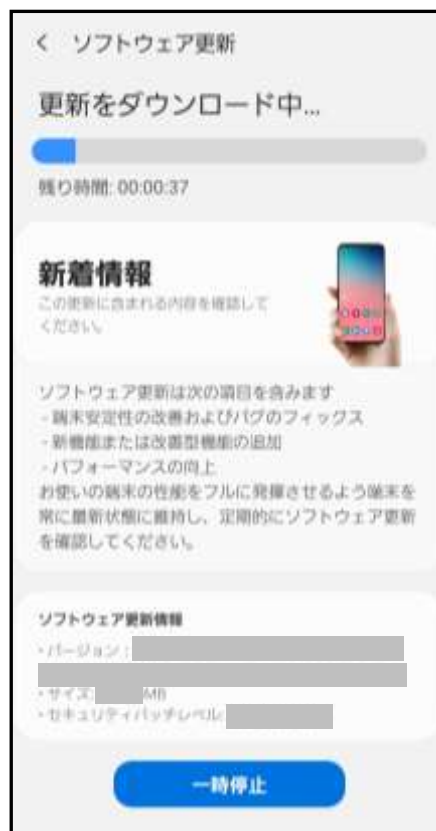 ソフトウェア更新
更新をダウンロード中...
残り時間: 00:00:37
新着情報
この更新に含まれる内容を確認して
ください。
ソフトウェア更新は次の項目を含みます
- 端末安定性の改善およびバグのフィックス
- 新機能または改善型機能の追加
- パフォーマンスの向上
お使いの端末の性能をフルに発揮させるよう端末を
常に最新状態に維持し、定期的にソフトウェア更新
を確認してください。
ソフトウェア更新情報
・バージョン :
・サイズ: MB
・セキュリティパッチレベル:
一時停止